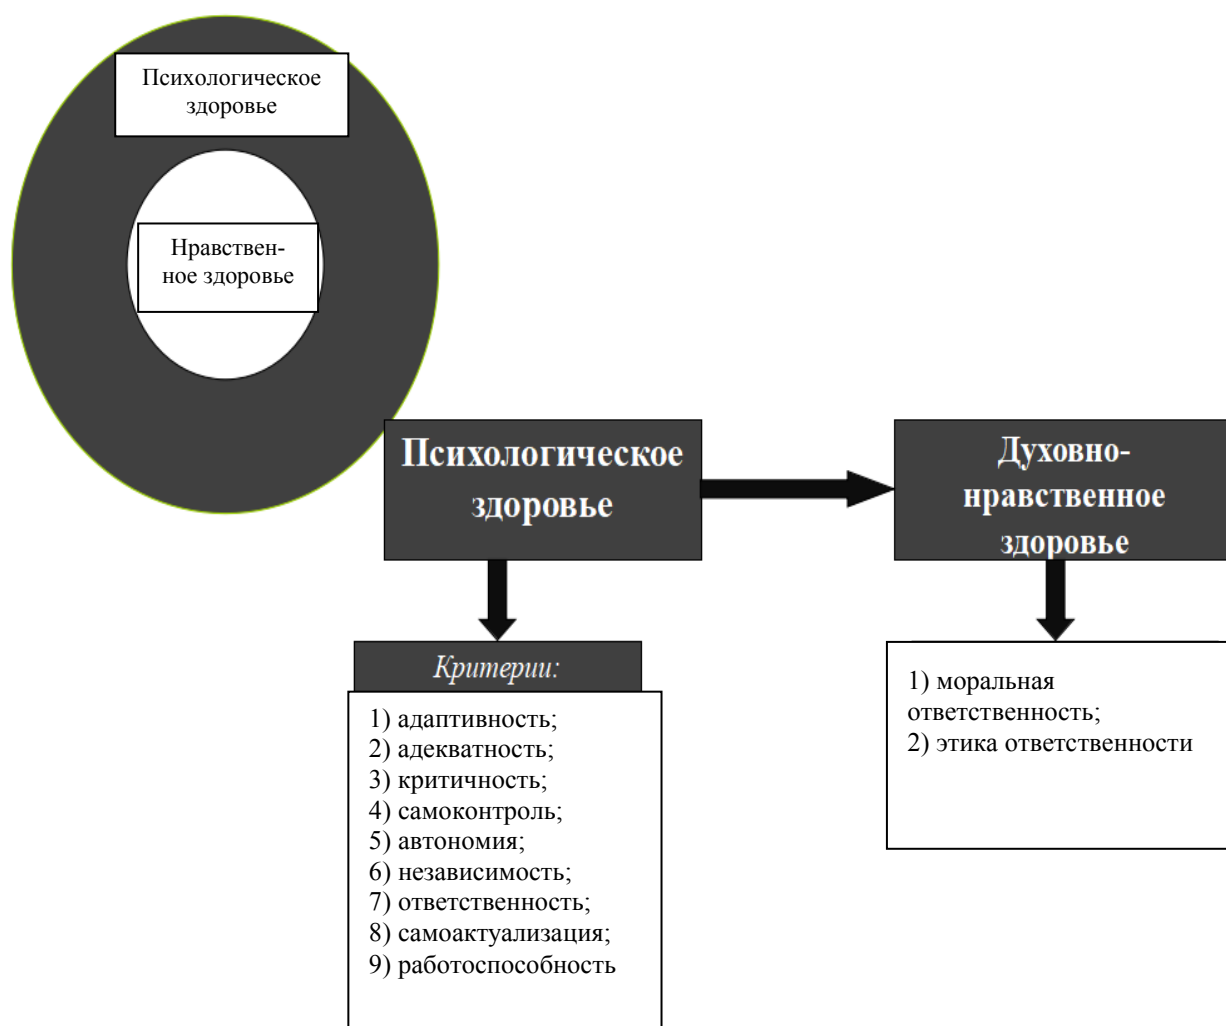 Психологическое
здоровье
Нравствен-
ное здоровье
Психологическое
здоровье
Духовно-
нравственное
здоровье
Критерии:
1) адаптивность;
2) адекватность;
3) критичность;
4) самоконтроль;
5) автономия;
6) независимость;
7) ответственность;
8) самоактуализация;
9) работоспособность
1) моральная
ответственность;
2) этика ответственности